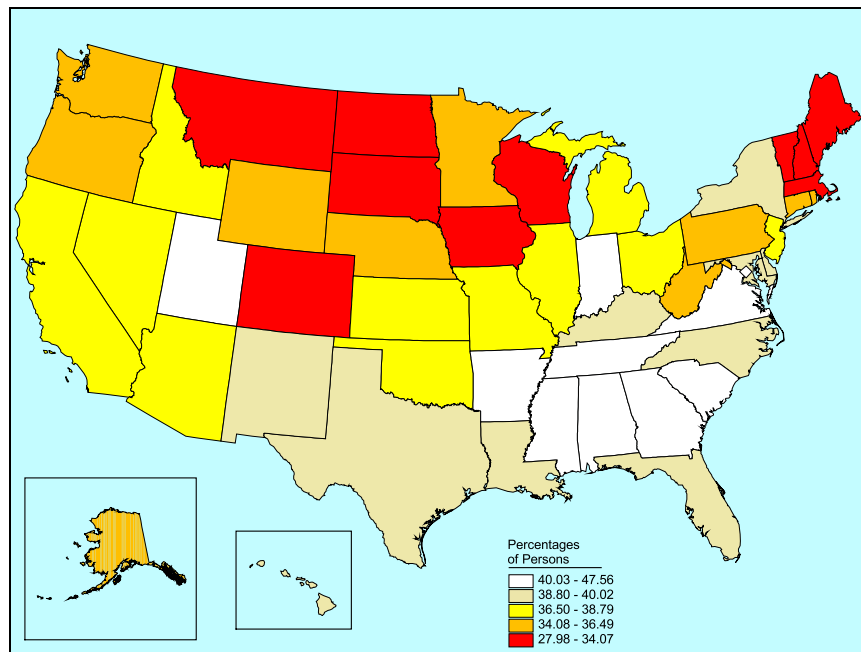 Percentages
of Persons
40.03 - 47.56
38.80 - 40.02
36.50 - 38.79
34.08 - 36.49
27.98 - 34.07